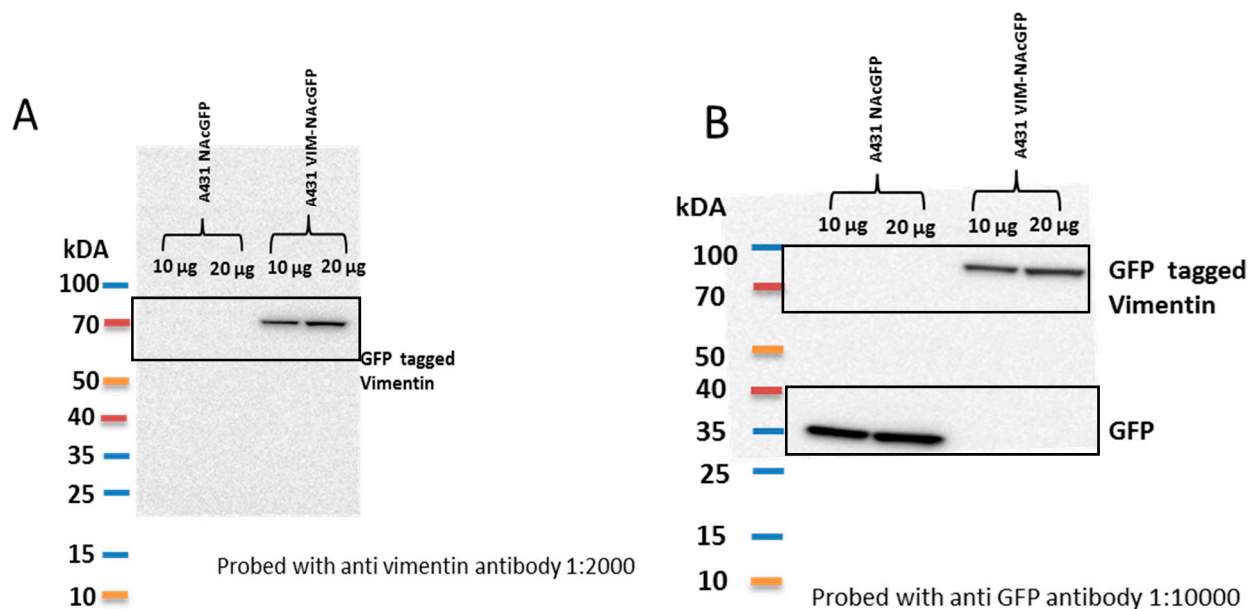 A
A431 NAcGFP
A431 VIM-NAcGFP
kDA
10 µg
20 µg
10 µg
20 µg
100
70
50
40
35
25
15
10
GFP tagged
Vimentin
Probed with anti vimentin antibody 1:2000
B
A431 NAcGFP
A431 VIM-NAcGFP
kDA
10 µg
20 µg
10 µg
20 µg
100
70
50
40
35
25
15
10
GFP tagged
Vimentin
GFP
Probed with anti GFP antibody 1:10000